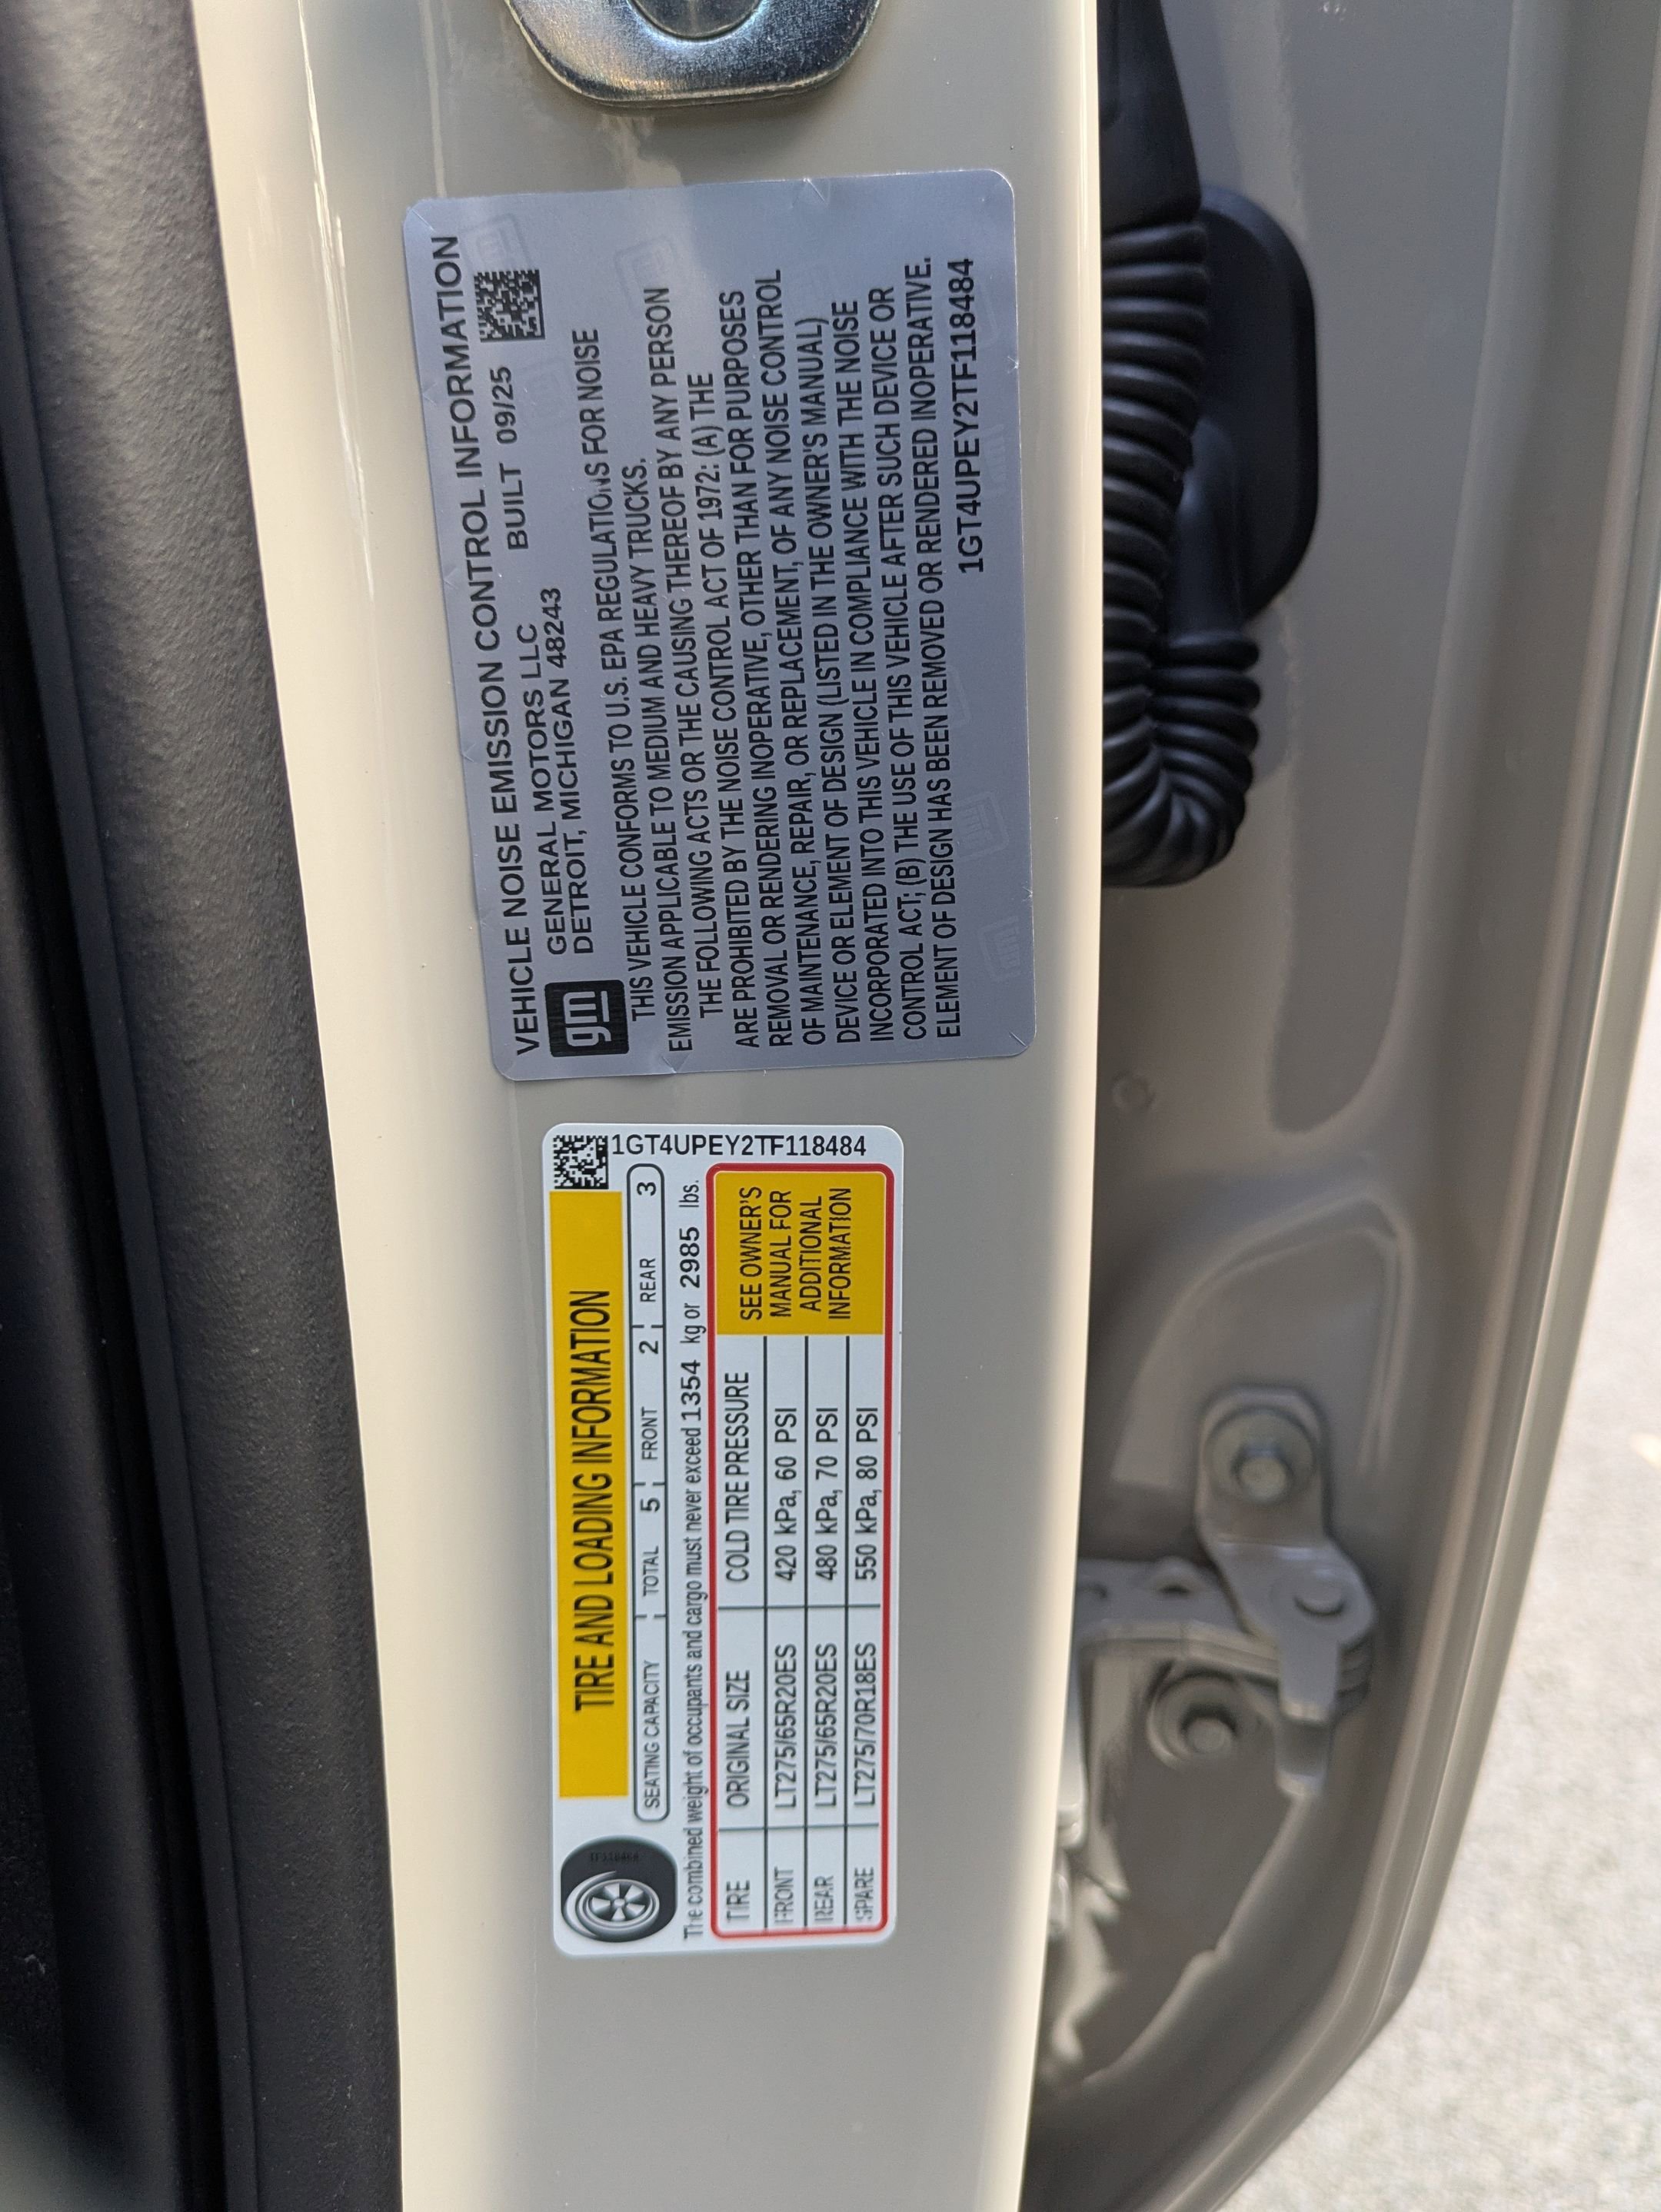 VEHICLE NOISE EMISSION CONTROL INFORMATION
gm
GENERAL MOTORS LLC BUILT 09/25
DETROIT, MICHIGAN 48243
THIS VEHICLE CONFORMS TO U.S. EPA REGULATIONS FOR NOISE
EMISSION APPLICABLE TO MEDIUM AND HEAVY TRUCKS.
THE FOLLOWING ACTS OR THE CAUSING THEREOF BY ANY PERSON
ARE PROHIBITED BY THE NOISE CONTROL ACT OF 1972: (A) THE
REMOVAL OR RENDERING INOPERATIVE, OTHER THAN FOR PURPOSES
OF MAINTENANCE, REPAIR, OR REPLACEMENT, OF ANY NOISE CONTROL
DEVICE OR ELEMENT OF DESIGN (LISTED IN THE OWNER'S MANUAL)
INCORPORATED INTO THIS VEHICLE IN COMPLIANCE WITH THE NOISE
CONTROL ACT; (B) THE USE OF THIS VEHICLE AFTER SUCH DEVICE OR
ELEMENT OF DESIGN HAS BEEN REMOVED OR RENDERED INOPERATIVE.
1GT4UPEY2TF118484
TIRE AND LOADING INFORMATION
SEATING CAPACITY TOTAL 5 FRONT 2 REAR 3
The combined weight of occupants and cargo must never exceed 1354 kg or 2985 lbs.
TIRE ORIGINAL SIZE COLD TIRE PRESSURE
FRONT LT275/65R20ES 420 kPa, 60 PSI
REAR LT275/65R20ES 480 kPa, 70 PSI
SPARE LT275/70R18ES 550 kPa, 80 PSI
SEE OWNER'S
MANUAL FOR
ADDITIONAL
INFORMATION
1GT4UPEY2TF118484